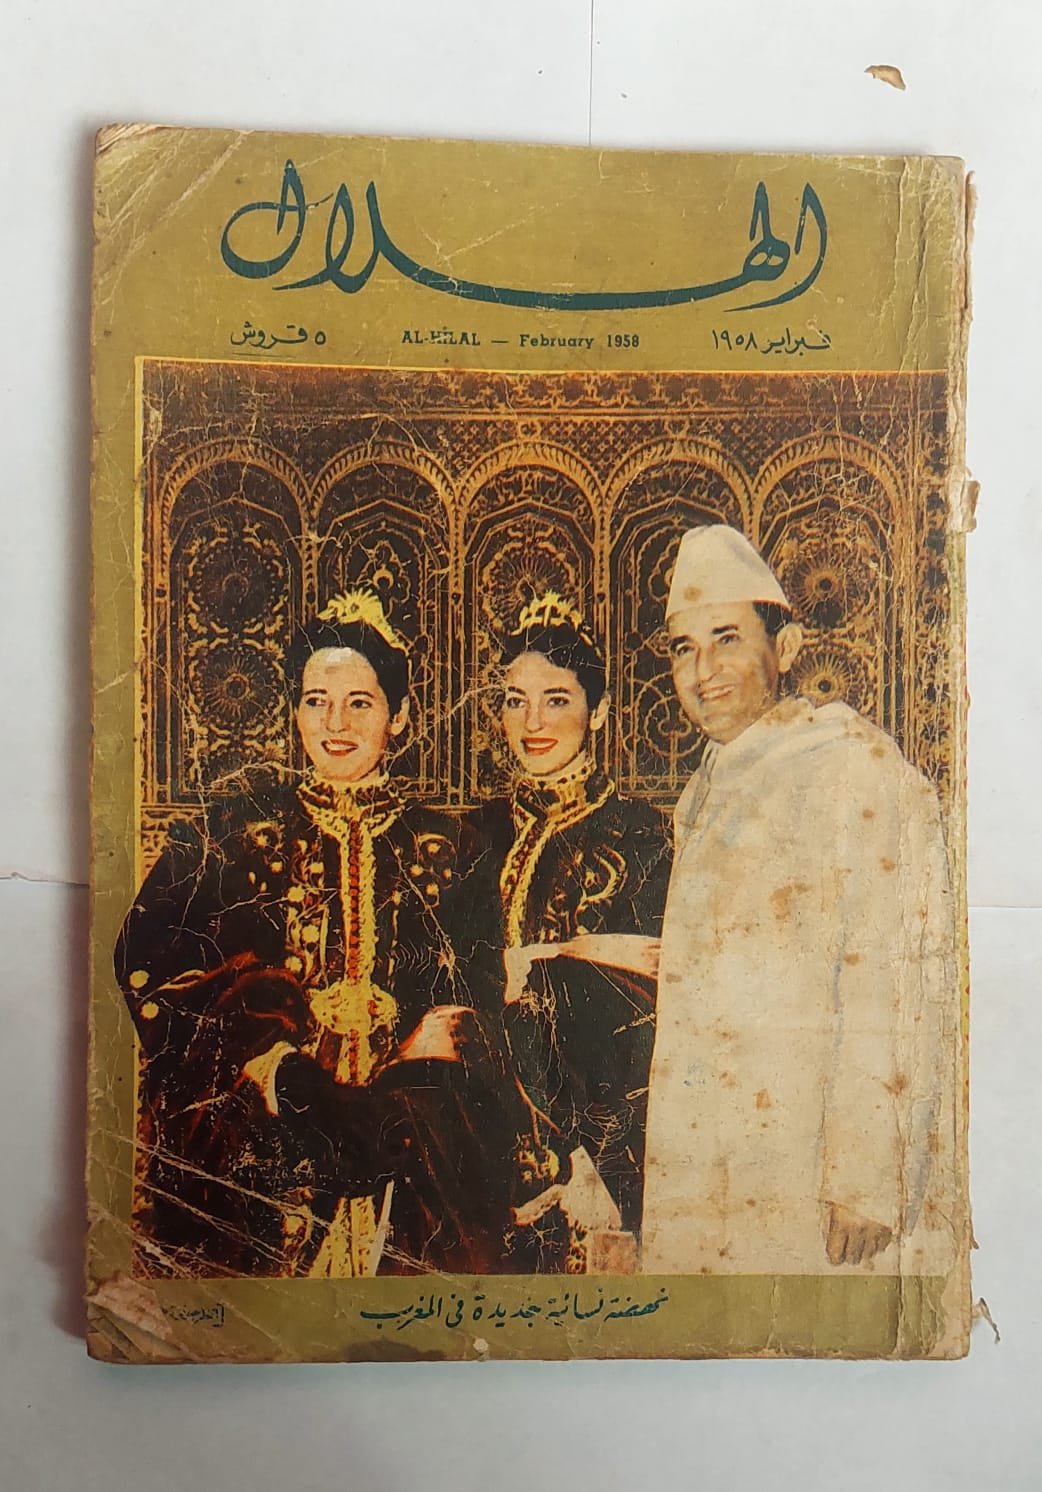 الهلال
فبراير ١٩٥٨ AL-HILAL — February 1958 ٥ قروش
نهضة نسائية جديدة في المغرب